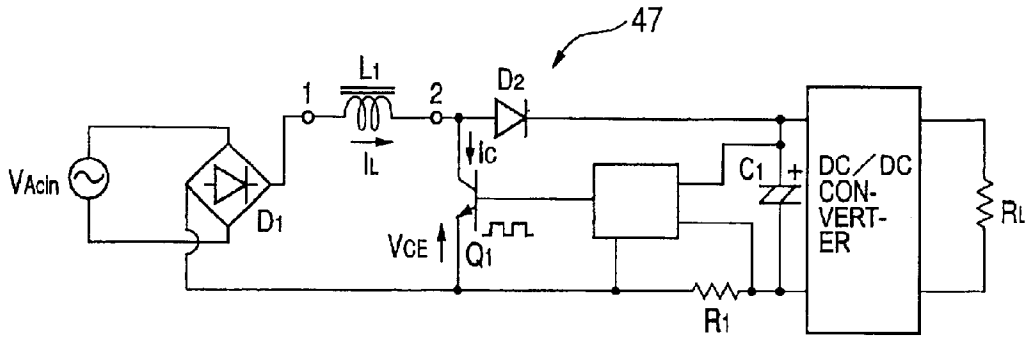 47
L1
D2
1
2
IL
Ic
VAcin
D1
VCE
Q1
C1
+
R1
DC/DC
CON-
VERT-
ER
RL